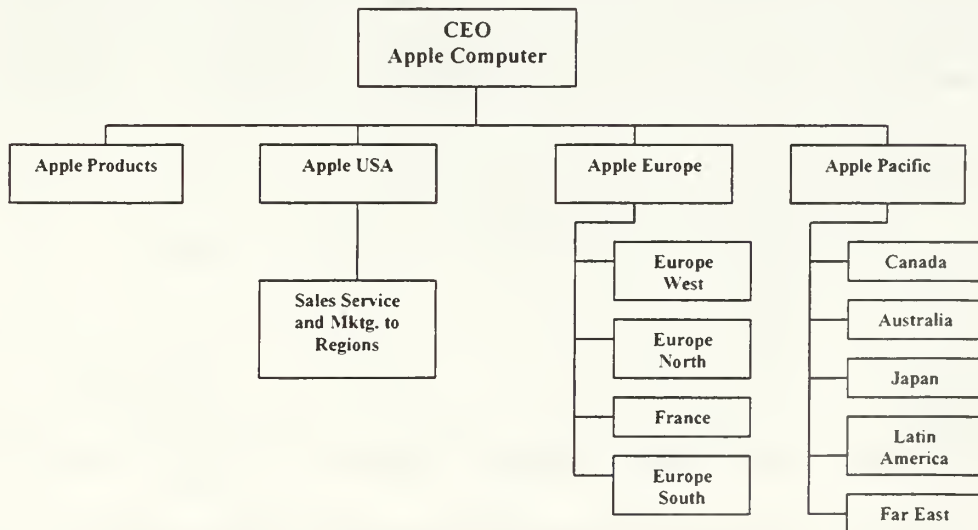 CEO
Apple Computer
Apple Products
Apple USA
Apple Europe
Apple Pacific
Sales Service
and Mktg. to
Regions
Europe
West
Europe
North
France
Europe
South
Canada
Australia
Japan
Latin
America
Far East